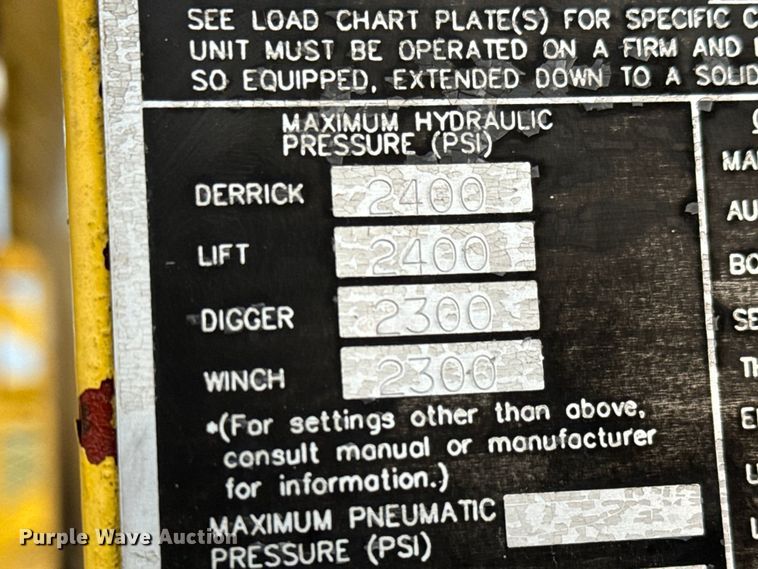 SEE LOAD CHART PLATE(S) FOR SPECIFIC
UNIT MUST BE OPERATED ON A FIRM AND
SO EQUIPPED, EXTENDED DOWN TO A SOLID
MAXIMUM HYDRAULIC
PRESSURE (PSI)
DERRICK 2400
LIFT 2400
DIGGER 2300
WINCH 2300
*(For settings other than above,
consult manual or manufacturer
for information.)
MAXIMUM PNEUMATIC
PRESSURE (PSI)
Purple Wave Auction